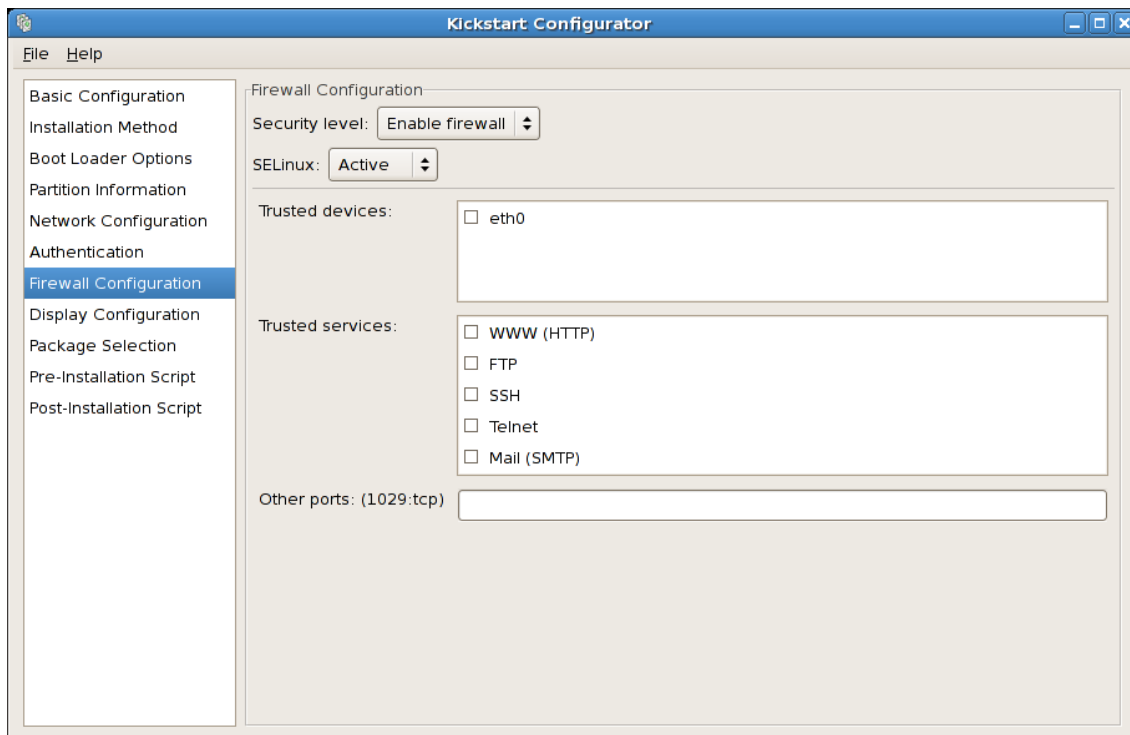 Kickstart Configurator
File Help
Basic Configuration
Installation Method
Boot Loader Options
Partition Information
Network Configuration
Authentication
Firewall Configuration
Display Configuration
Package Selection
Pre-Installation Script
Post-Installation Script
Firewall Configuration
Security level: Enable firewall
SELinux: Active
Trusted devices:
eth0
Trusted services:
WWW (HTTP)
FTP
SSH
Telnet
Mail (SMTP)
Other ports: (1029:tcp)